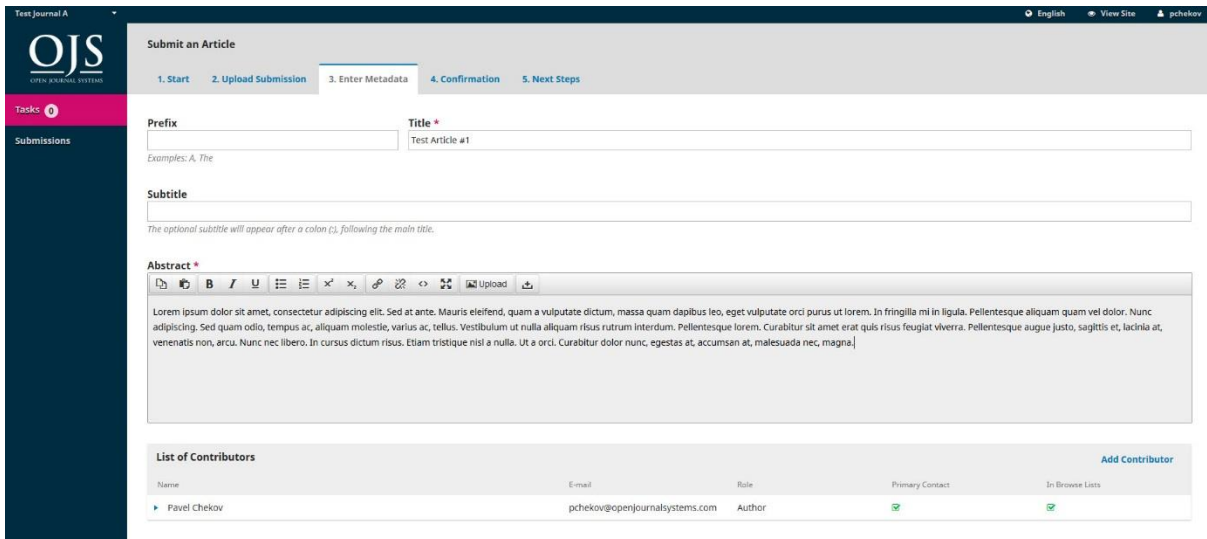 Test Journal A
English
View Site
pchekov
OJS
OPEN JOURNAL SYSTEMS
Tasks 0
Submissions
Submit an Article
1. Start 2. Upload Submission 3. Enter Metadata 4. Confirmation 5. Next Steps
Prefix
Title *
Test Article #1
Examples: A, The
Subtitle
The optional subtitle will appear after a colon (:), following the main title.
Abstract *
B I U x² x₂ Upload
Lorem ipsum dolor sit amet, consectetur adipiscing elit. Sed at ante. Mauris eleifend, quam a vulputate dictum, massa quam dapibus leo, eget vulputate orci purus ut lorem. In fringilla mi in ligula. Pellentesque aliquam quam vel dolor. Nunc
adipiscing. Sed quam odio, tempus ac, aliquam molestie, varius ac, tellus. Vestibulum ut nulla aliquam risus rutrum interdum. Pellentesque lorem. Curabitur sit amet erat quis risus feugiat viverra. Pellentesque augue justo, sagittis et, lacinia at,
venenatis non, arcu. Nunc nec libero. In cursus dictum risus. Etiam tristique nisl a nulla. Ut a orci. Curabitur dolor nunc, egestas at, accumsan at, malesuada nec, magna.
List of Contributors
Add Contributor
Name E-mail Role Primary Contact In Browse Lists
Pavel Chekov pchekov@openjournalsystems.com Author